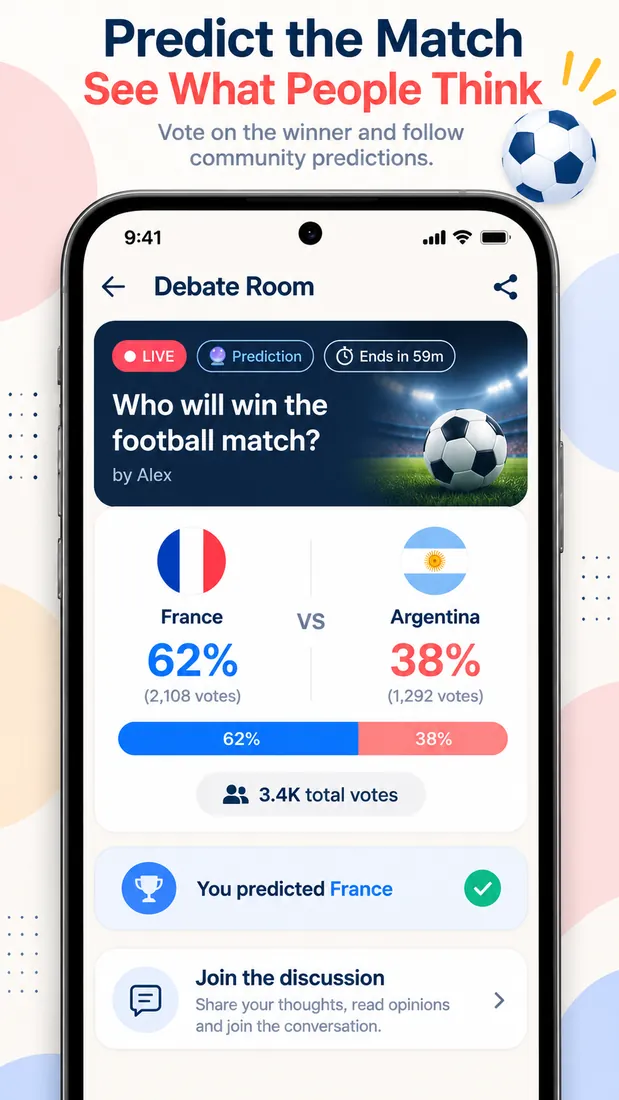 Predict the Match
See What People Think
Vote on the winner and follow
community predictions.
9:41
Debate Room
LIVE
Prediction
Ends in 59m
Who will win the
football match?
by Alex
France
VS
Argentina
62%
38%
(2,108 votes)
(1,292 votes)
62%
38%
3.4K total votes
You predicted France
Join the discussion
Share your thoughts, read opinions
and join the conversation.